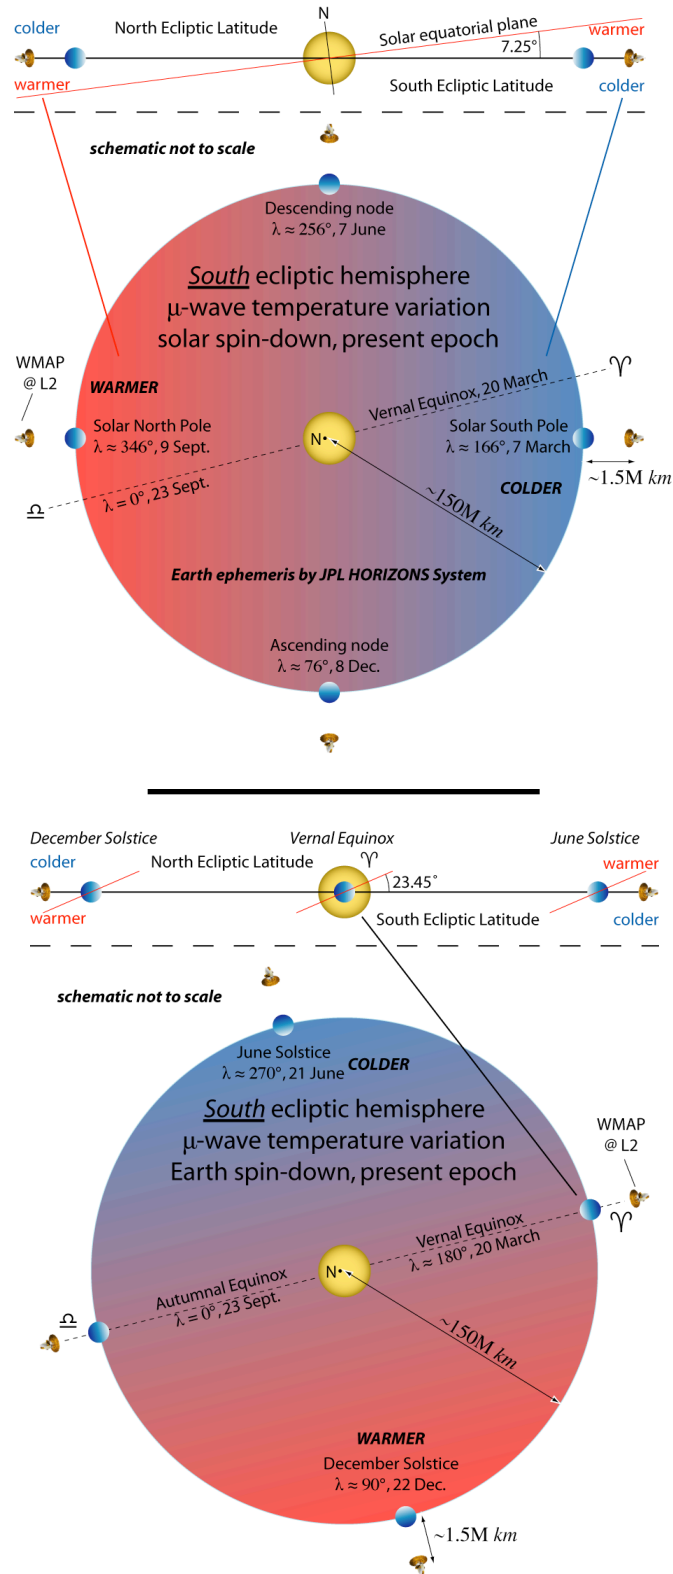 N
colder
North Ecliptic Latitude
Solar equatorial plane
7.25°
warmer
warmer
South Ecliptic Latitude
colder
schematic not to scale
Descending node
λ ≈ 256°, 7 June
South ecliptic hemisphere
μ-wave temperature variation
solar spin-down, present epoch
WMAP
@ L2
WARMER
Vernal Equinox, 20 March
♈
Solar North Pole
λ ≈ 346°, 9 Sept.
N•
Solar South Pole
λ ≈ 166°, 7 March
COLDER
~1.5M km
♎
λ = 0°, 23 Sept.
~150M km
Earth ephemeris by JPL HORIZONS System
Ascending node
λ ≈ 76°, 8 Dec.
December Solstice
Vernal Equinox
June Solstice
colder
North Ecliptic Latitude
♈
23.45°
warmer
warmer
South Ecliptic Latitude
colder
schematic not to scale
June Solstice
λ ≈ 270°, 21 June
COLDER
South ecliptic hemisphere
μ-wave temperature variation
Earth spin-down, present epoch
WMAP
@ L2
Vernal Equinox
λ ≈ 180°, 20 March
♈
N•
Autumnal Equinox
λ = 0°, 23 Sept.
♎
~150M km
WARMER
December Solstice
λ ≈ 90°, 22 Dec.
~1.5M km